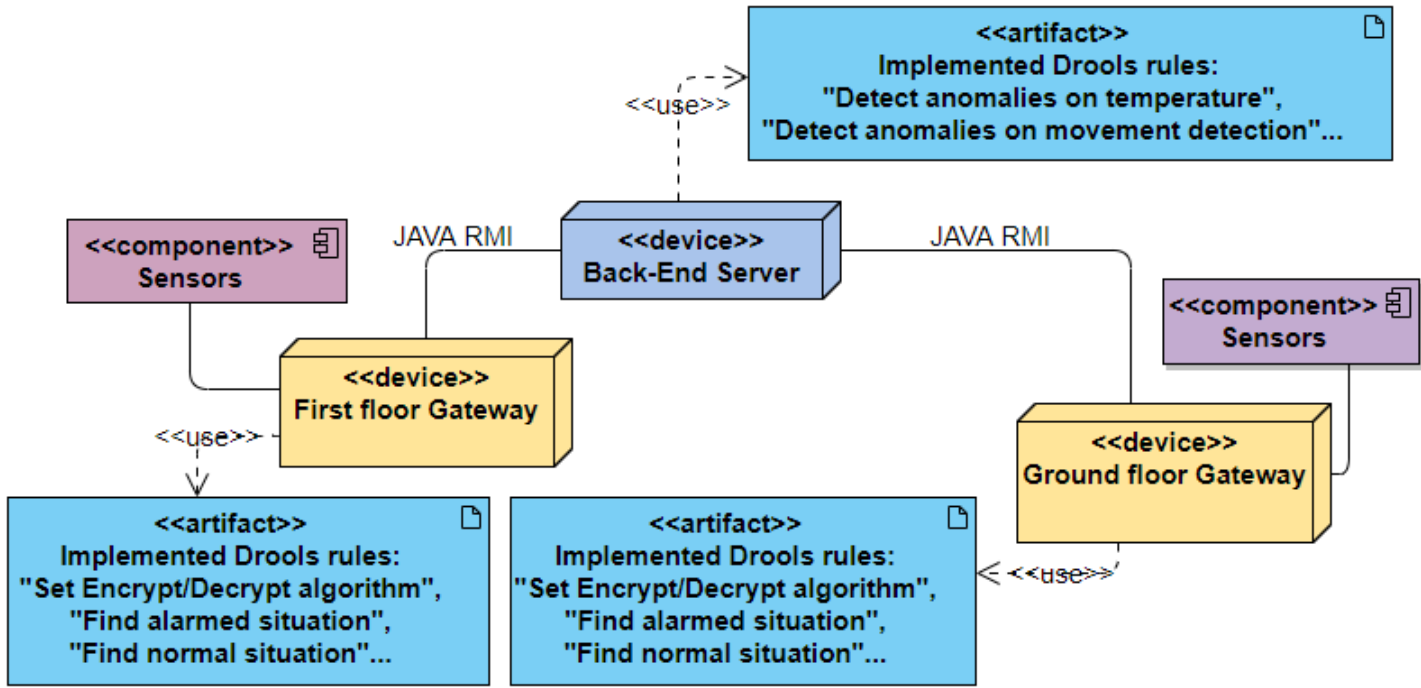 <<artifact>>
Implemented Drools rules:
"Detect anomalies on temperature",
"Detect anomalies on movement detection"...
<<use>>
<<component>>
Sensors
JAVA RMI
<<device>>
Back-End Server
JAVA RMI
<<component>>
Sensors
<<device>>
First floor Gateway
<<use>>
<<device>>
Ground floor Gateway
<<artifact>>
Implemented Drools rules:
"Set Encrypt/Decrypt algorithm",
"Find alarmed situation",
"Find normal situation"...
<<artifact>>
Implemented Drools rules:
"Set Encrypt/Decrypt algorithm",
"Find alarmed situation",
"Find normal situation"...
<<use>>